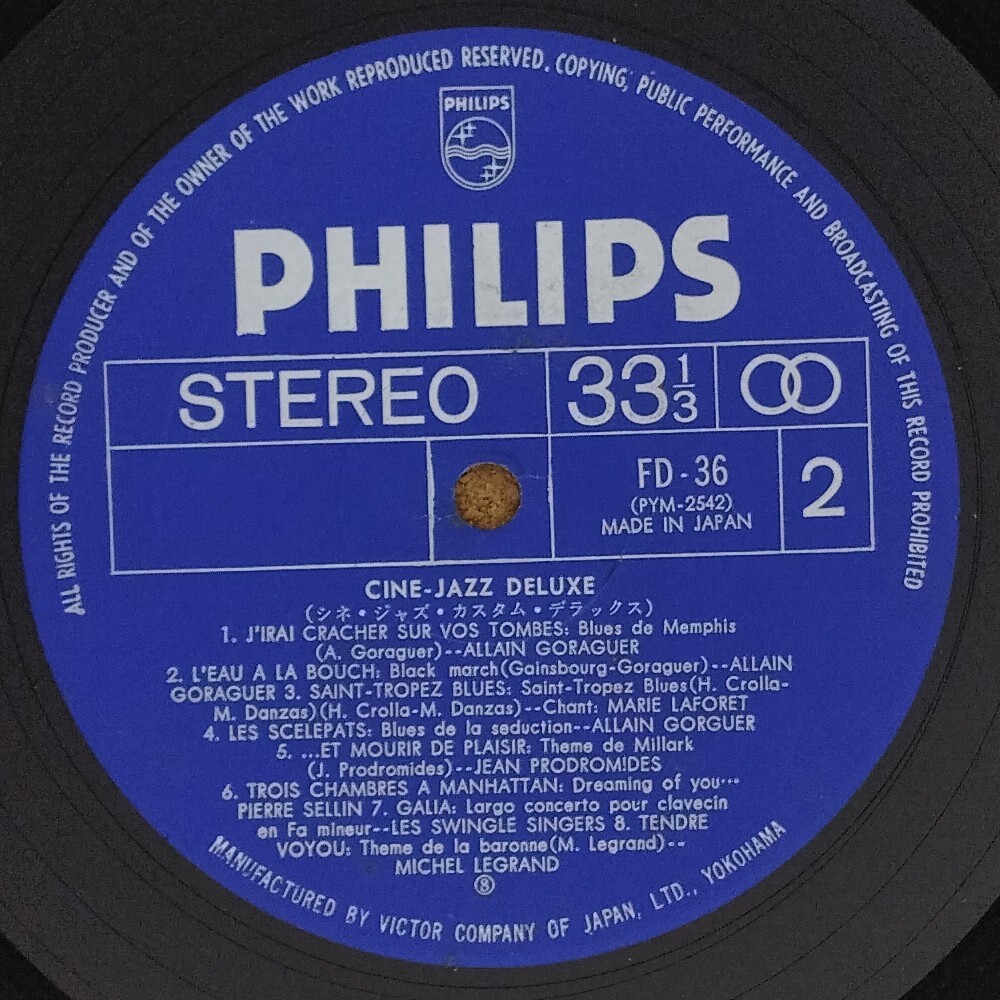 ALL RIGHTS OF THE RECORD PRODUCER AND OF THE OWNER OF THE WORK REPRODUCED RESERVED. COPYING, PUBLIC PERFORMANCE AND BROADCASTING OF THIS RECORD PROHIBITED
PHILIPS
PHILIPS
STEREO 33 1/3
FD-36
(PYM-2542)
MADE IN JAPAN
2
CINE-JAZZ DELUXE
(シネ・ジャズ・カスタム・デラックス)
1. J'IRAI CRACHER SUR VOS TOMBES: Blues de Memphis
(A. Goraguer)--ALLAIN GORAGUER
2. L'EAU A LA BOUCH: Black march(Gainsbourg-Goraguer)--ALLAIN
GORAGUER 3. SAINT-TROPEZ BLUES: Saint-Tropez Blues(H. Crolla-
M. Danzas)(H. Crolla-M. Danzas)--Chant: MARIE LAFORET
4. LES SCELEPATS: Blues de la seduction--ALLAIN GORGUER
5. ...ET MOURIR DE PLAISIR: Theme de Millark
(J. Prodromides)--JEAN PRODROMIDES
6. TROIS CHAMBRES A MANHATTAN: Dreaming of you...
PIERRE SELLIN 7. GALIA: Largo concerto pour clavecin
en Fa mineur--LES SWINGLE SINGERS 8. TENDRE
VOYOU: Theme de la baronne(M. Legrand)--
MICHEL LEGRAND
⑧
MANUFACTURED BY VICTOR COMPANY OF JAPAN, LTD., YOKOHAMA